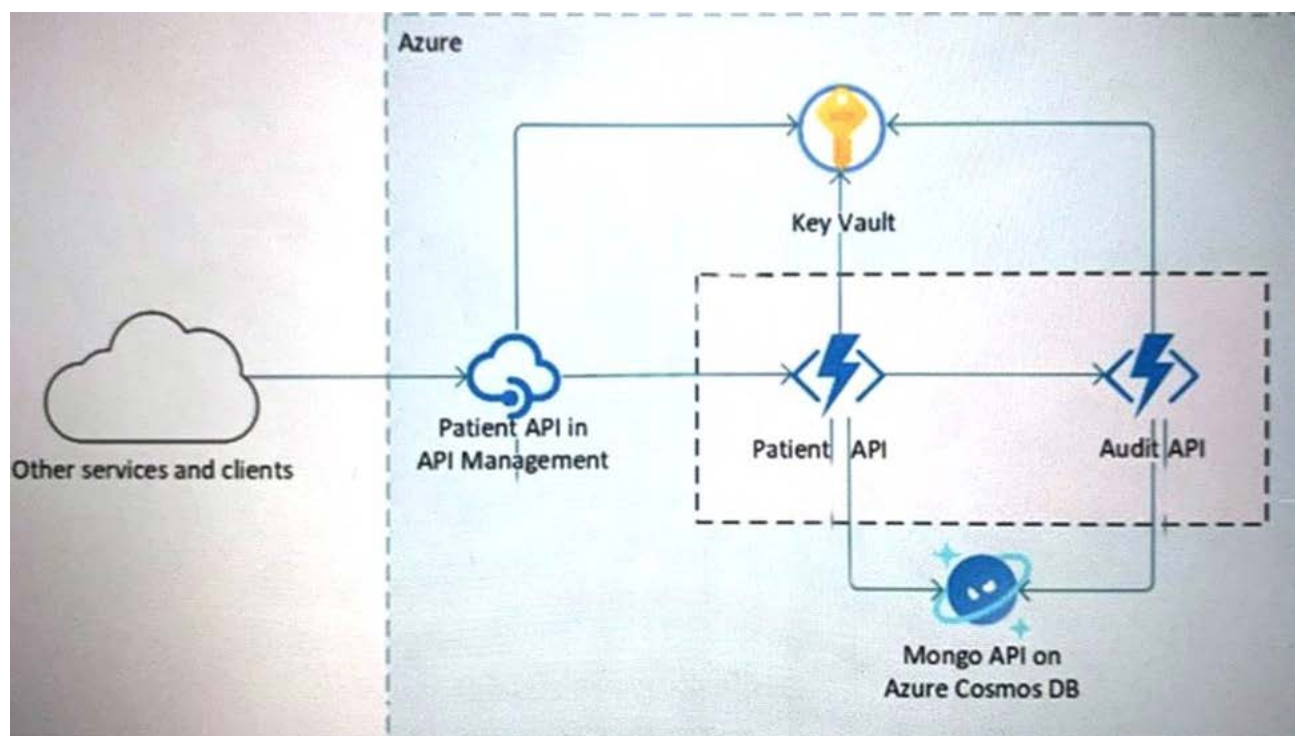 Azure
Key Vault
Other services and clients
Patient API in
API Management
Patient API
Audit API
Mongo API on
Azure Cosmos DB